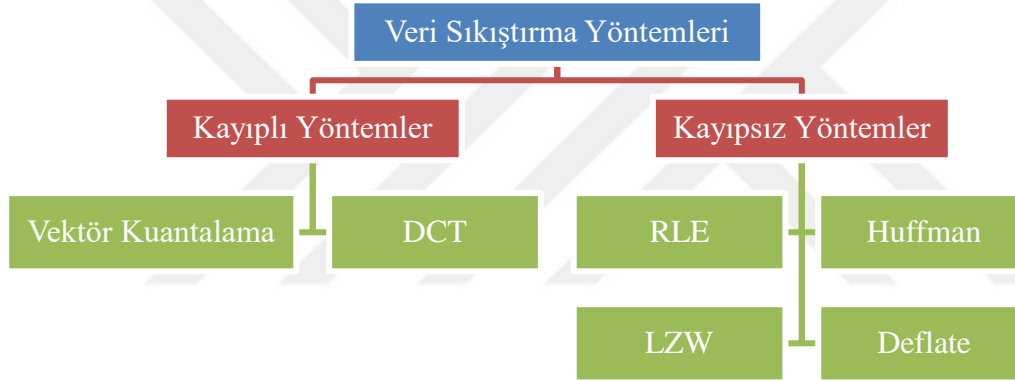 Veri Sıkıştırma Yöntemleri
Kayıplı Yöntemler
Kayıpsız Yöntemler
Vektör Kuantalama
DCT
RLE
Huffman
LZW
Deflate